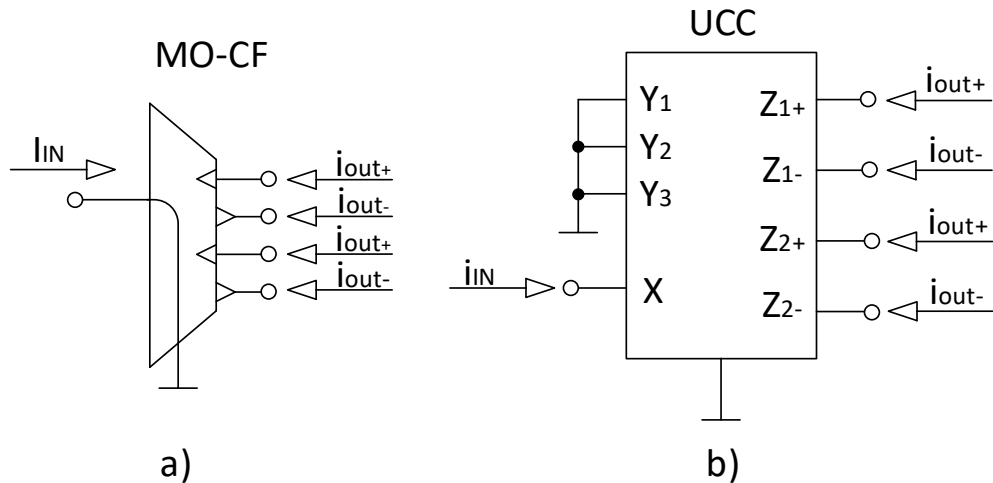 MO-CF
IIN
iout+
iout-
iout+
iout-
a)
UCC
Y1
Y2
Y3
X
iIN
Z1+
Z1-
Z2+
Z2-
iout+
iout-
iout+
iout-
b)